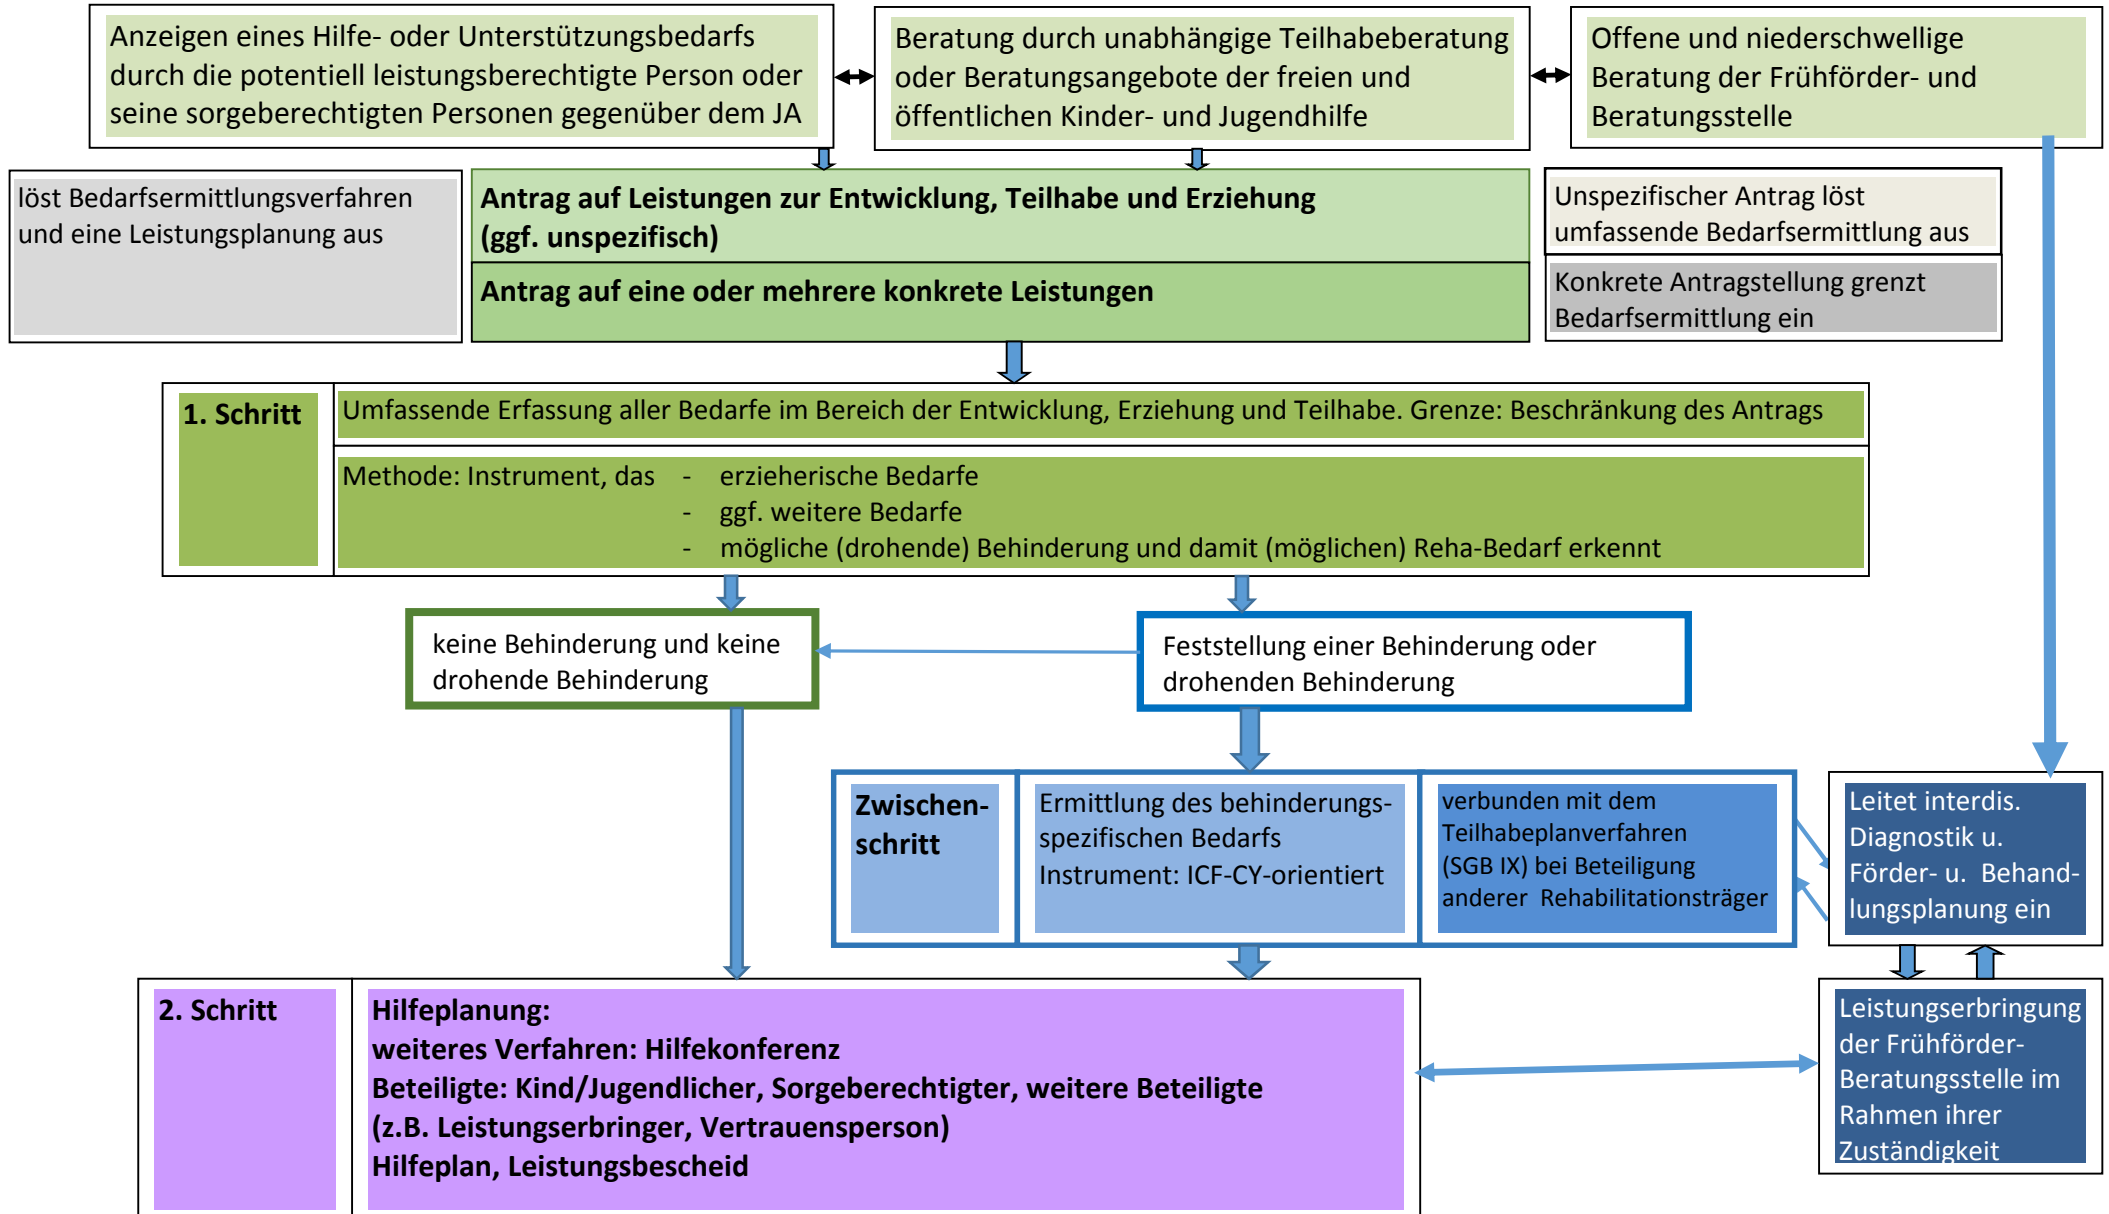 Anzeigen eines Hilfe- oder Unterstützungsbedarfs
durch die potentiell leistungsberechtigte Person oder
seine sorgeberechtigten Personen gegenüber dem JA
Beratung durch unabhängige Teilhabeberatung
oder Beratungsangebote der freien und
öffentlichen Kinder- und Jugendhilfe
Offene und niederschwellige
Beratung der Frühförder- und
Beratungsstelle
löst Bedarfsermittlungsverfahren
und eine Leistungsplanung aus
Antrag auf Leistungen zur Entwicklung, Teilhabe und Erziehung
(ggf. unspezifisch)
Antrag auf eine oder mehrere konkrete Leistungen
Unspezifischer Antrag löst
umfassende Bedarfsermittlung aus
Konkrete Antragstellung grenzt
Bedarfsermittlung ein
1. Schritt
Umfassende Erfassung aller Bedarfe im Bereich der Entwicklung, Erziehung und Teilhabe. Grenze: Beschränkung des Antrags
Methode: Instrument, das - erzieherische Bedarfe
- ggf. weitere Bedarfe
- mögliche (drohende) Behinderung und damit (möglichen) Reha-Bedarf erkennt
keine Behinderung und keine
drohende Behinderung
Feststellung einer Behinderung oder
drohenden Behinderung
Zwischen-
schritt
Ermittlung des behinderungs-
spezifischen Bedarfs
Instrument: ICF-CY-orientiert
verbunden mit dem
Teilhabeplanverfahren
(SGB IX) bei Beteiligung
anderer Rehabilitationsträger
Leitet interdis.
Diagnostik u.
Förder- u. Behand-
lungsplanung ein
2. Schritt
Hilfeplanung:
weiteres Verfahren: Hilfekonferenz
Beteiligte: Kind/Jugendlicher, Sorgeberechtigter, weitere Beteiligte
(z.B. Leistungserbringer, Vertrauensperson)
Hilfeplan, Leistungsbescheid
Leistungserbringung
der Frühförder-
Beratungsstelle im
Rahmen ihrer
Zuständigkeit